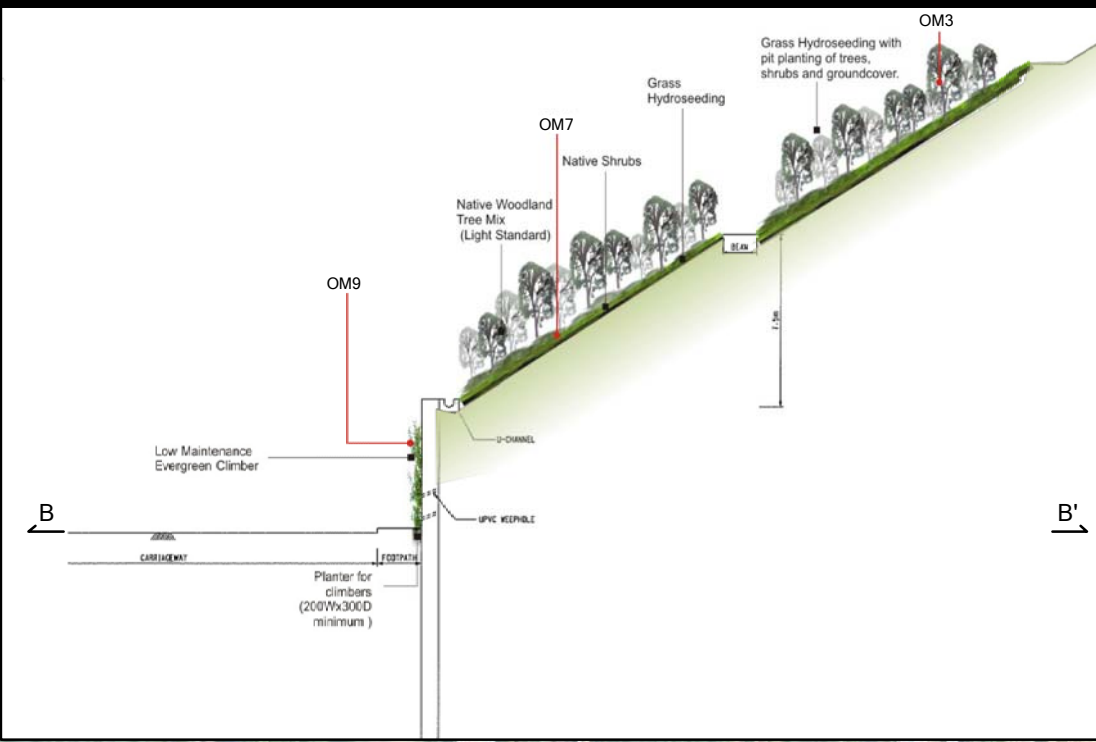 OM3
Grass Hydroseeding with
pit planting of trees,
shrubs and groundcover.
Grass
Hydroseeding
OM7
Native Shrubs
Native Woodland
Tree Mix
(Light Standard)
BEAM
7.5m
OM9
U-CHANNEL
Low Maintenance
Evergreen Climber
UPVC WEEPHOLE
B
B'
CARRIAGEWAY
FOOTPATH
Planter for
climbers
(200Wx300D
minimum )